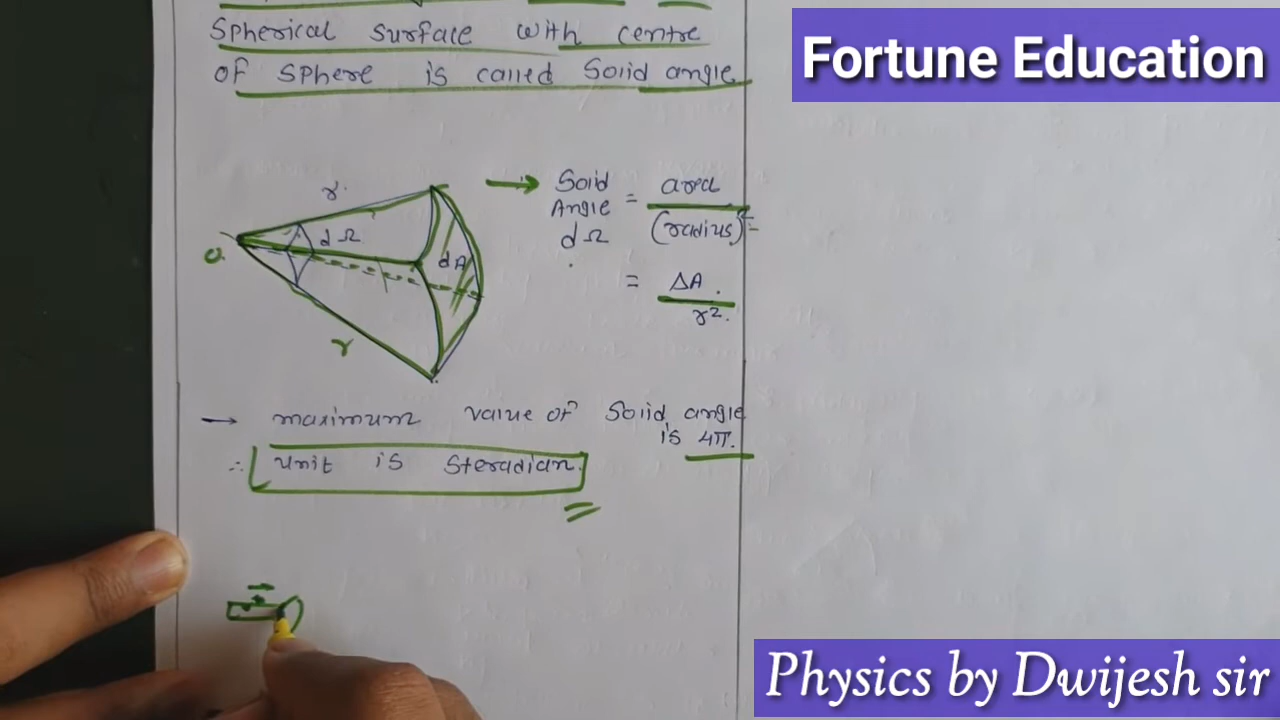 Spherical surface with centre
of sphere is called solid angle
Fortune Education
r.
O.
dΩ
dA
r
Solid Angle dΩ = area / (radius)² =
= ΔA / r².
→ maximum value of solid angle
is 4π.
∴ unit is steradian.
Physics by Dwijesh sir